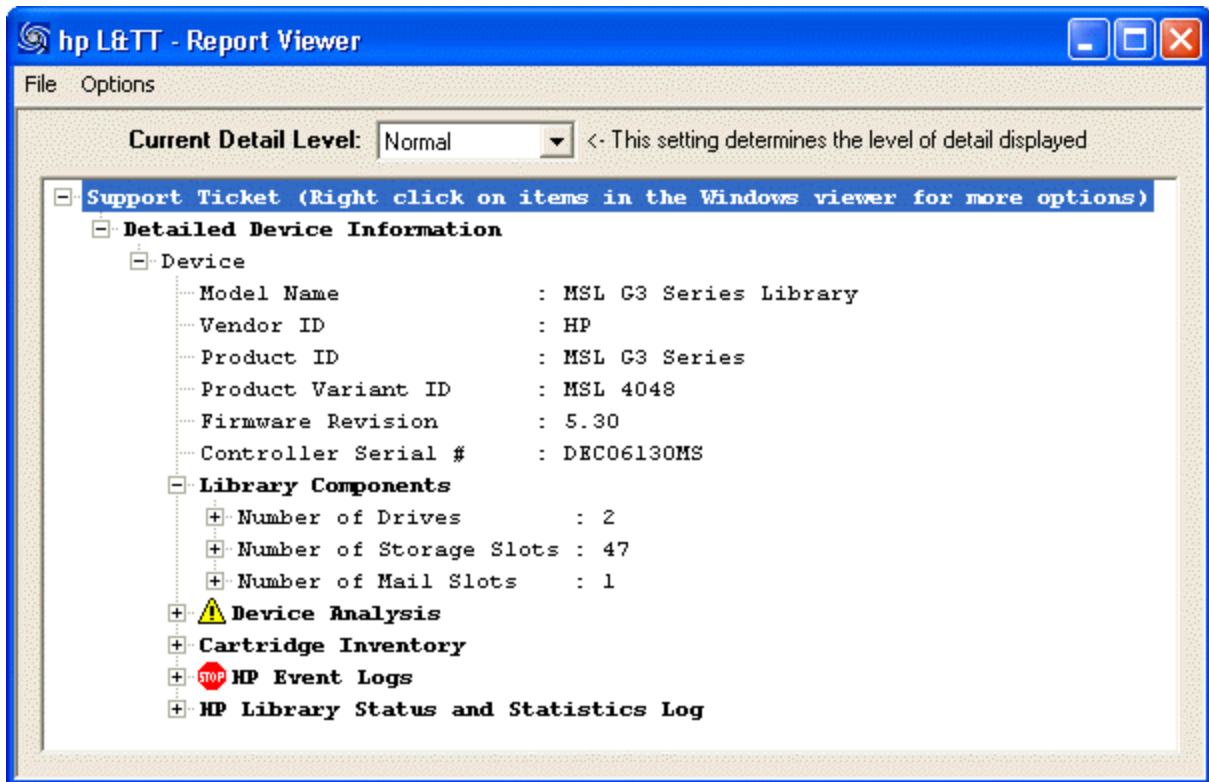 hp L&TT - Report Viewer
File Options
Current Detail Level: Normal <- This setting determines the level of detail displayed
Support Ticket (Right click on items in the Windows viewer for more options)
Detailed Device Information
Device
Model Name : MSL G3 Series Library
Vendor ID : HP
Product ID : MSL G3 Series
Product Variant ID : MSL 4048
Firmware Revision : 5.30
Controller Serial # : DEC06130MS
Library Components
Number of Drives : 2
Number of Storage Slots : 47
Number of Mail Slots : 1
Device Analysis
Cartridge Inventory
STOP HP Event Logs
HP Library Status and Statistics Log